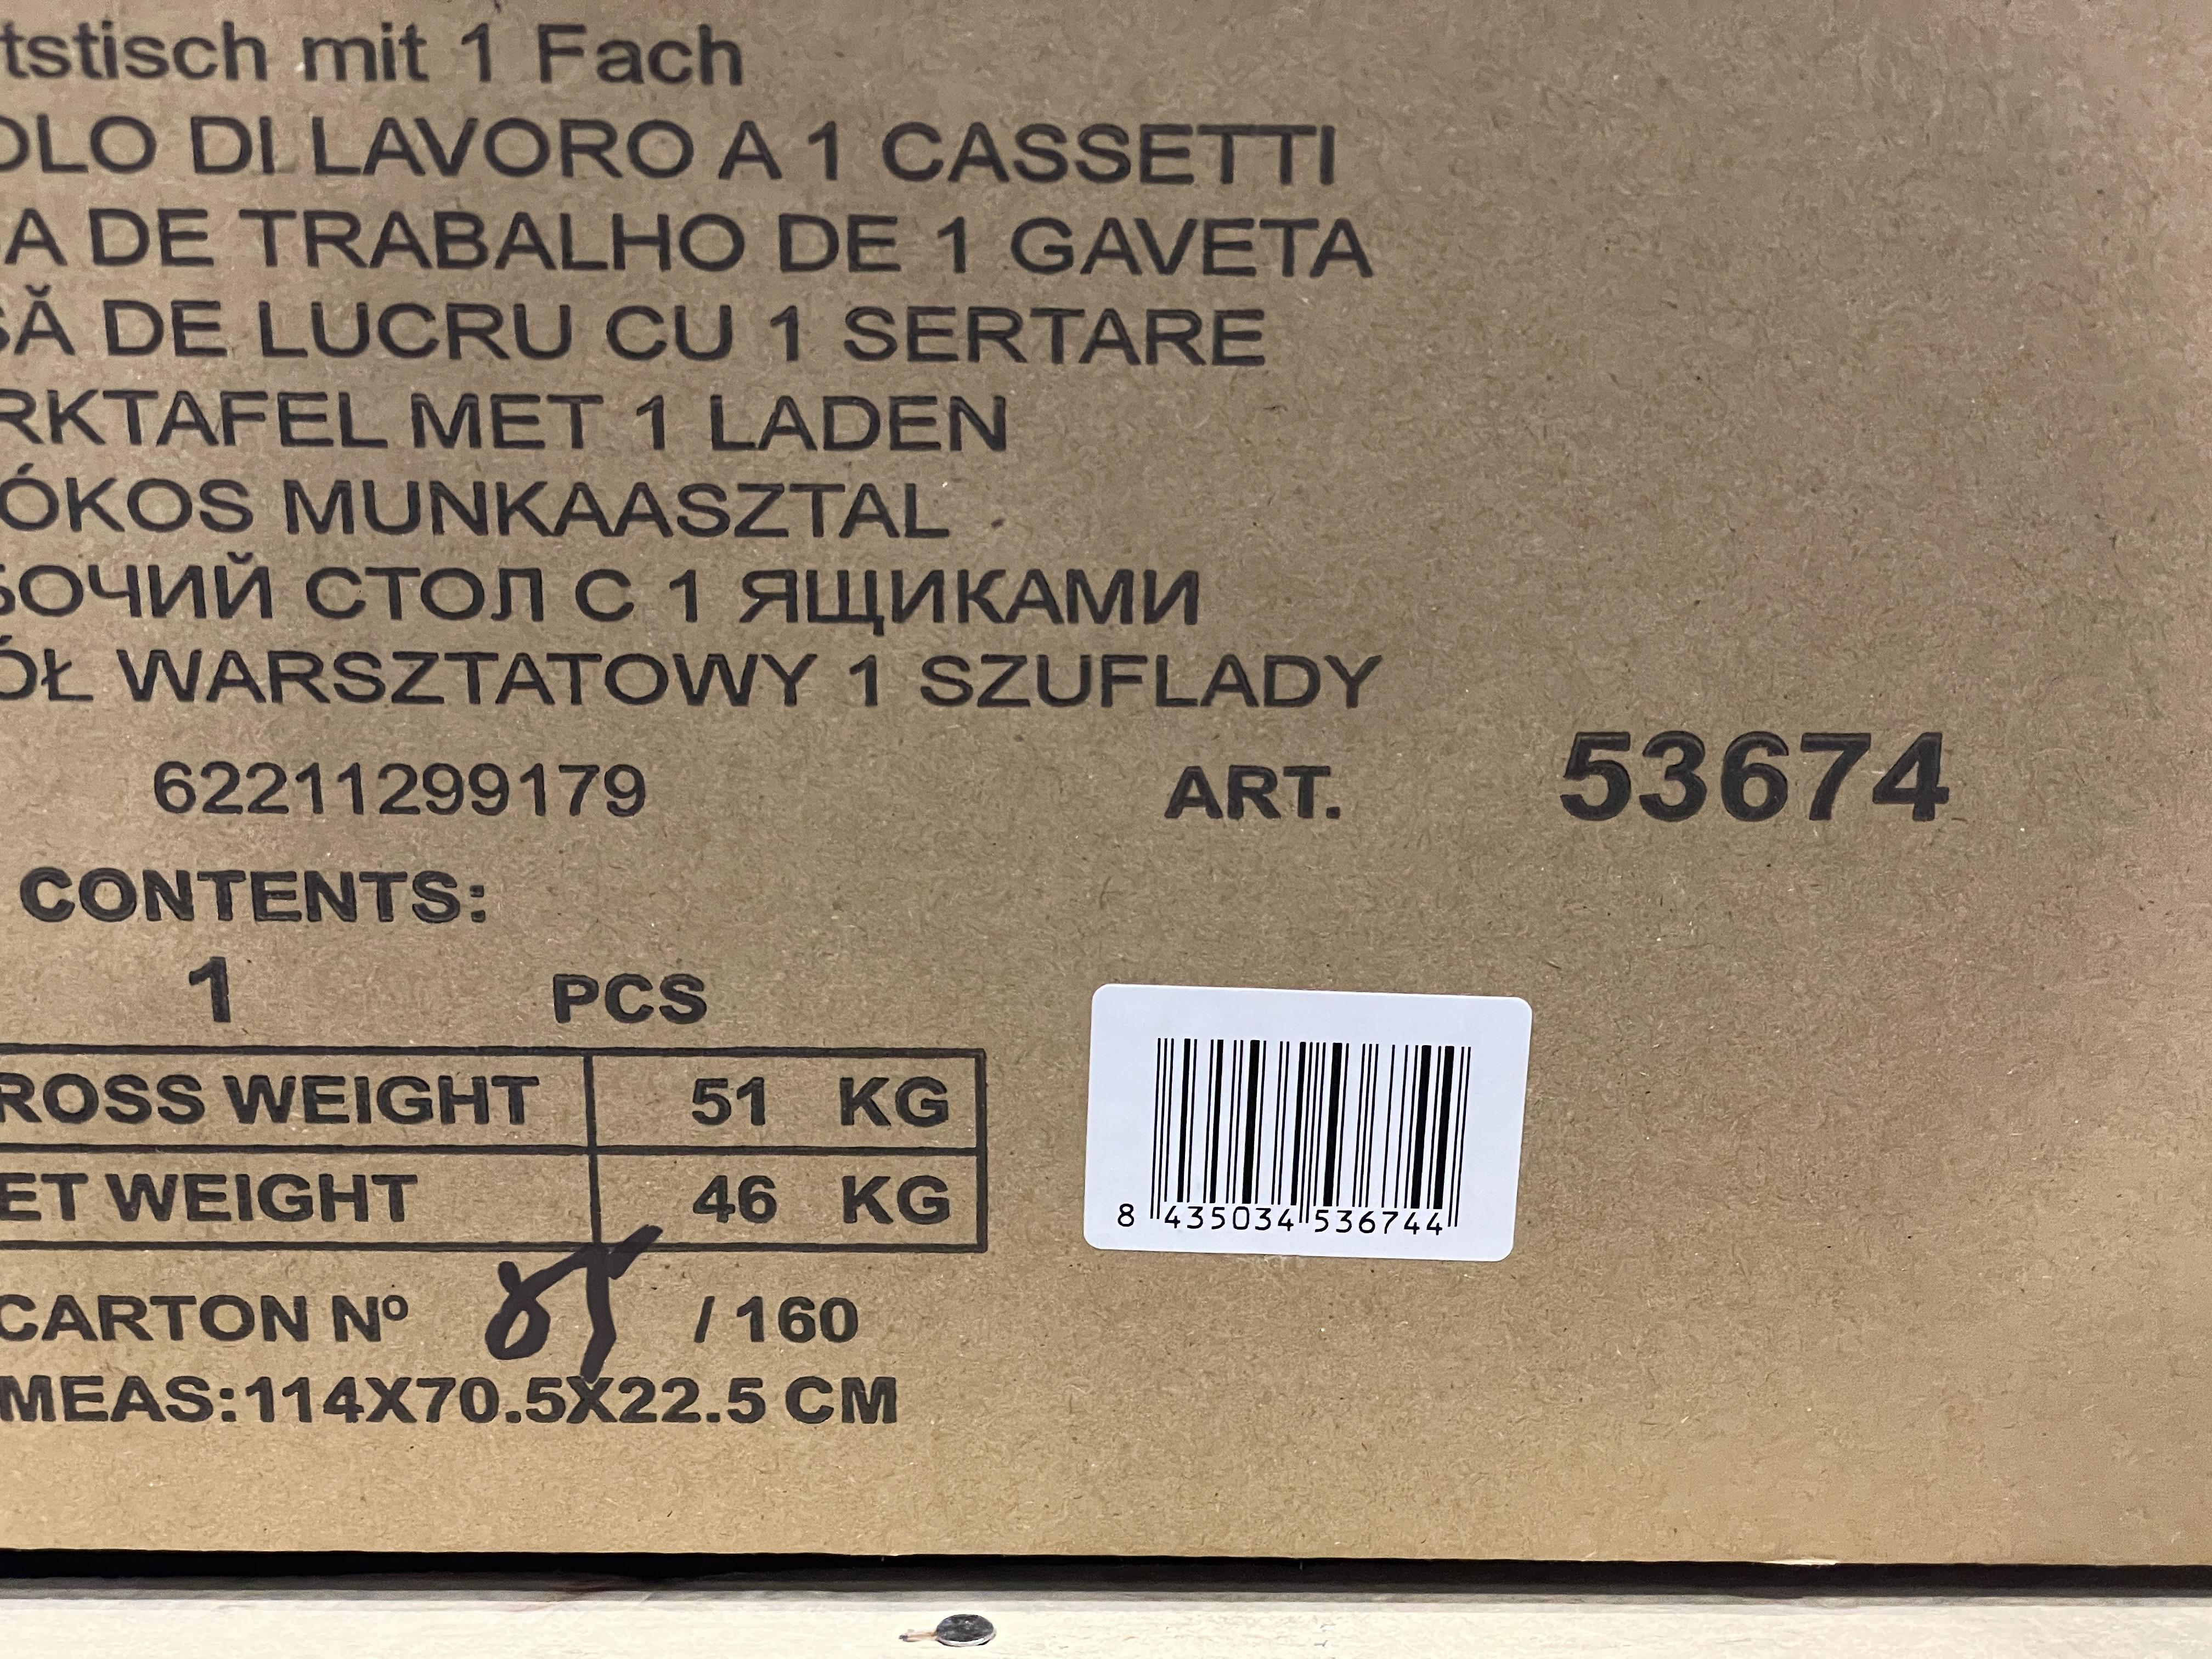 tstisch mit 1 Fach
OLO DI LAVORO A 1 CASSETTI
A DE TRABALHO DE 1 GAVETA
SĂ DE LUCRU CU 1 SERTARE
RKTAFEL MET 1 LADEN
ÓKOS MUNKAASZTAL
БОЧИЙ СТОЛ С 1 ЯЩИКАМИ
ÓŁ WARSZTATOWY 1 SZUFLADY
62211299179 ART. 53674
CONTENTS:
1 PCS
ROSS WEIGHT 51 KG
ET WEIGHT 46 KG
8 435034 536744
CARTON Nº 85 / 160
MEAS:114X70.5X22.5 CM